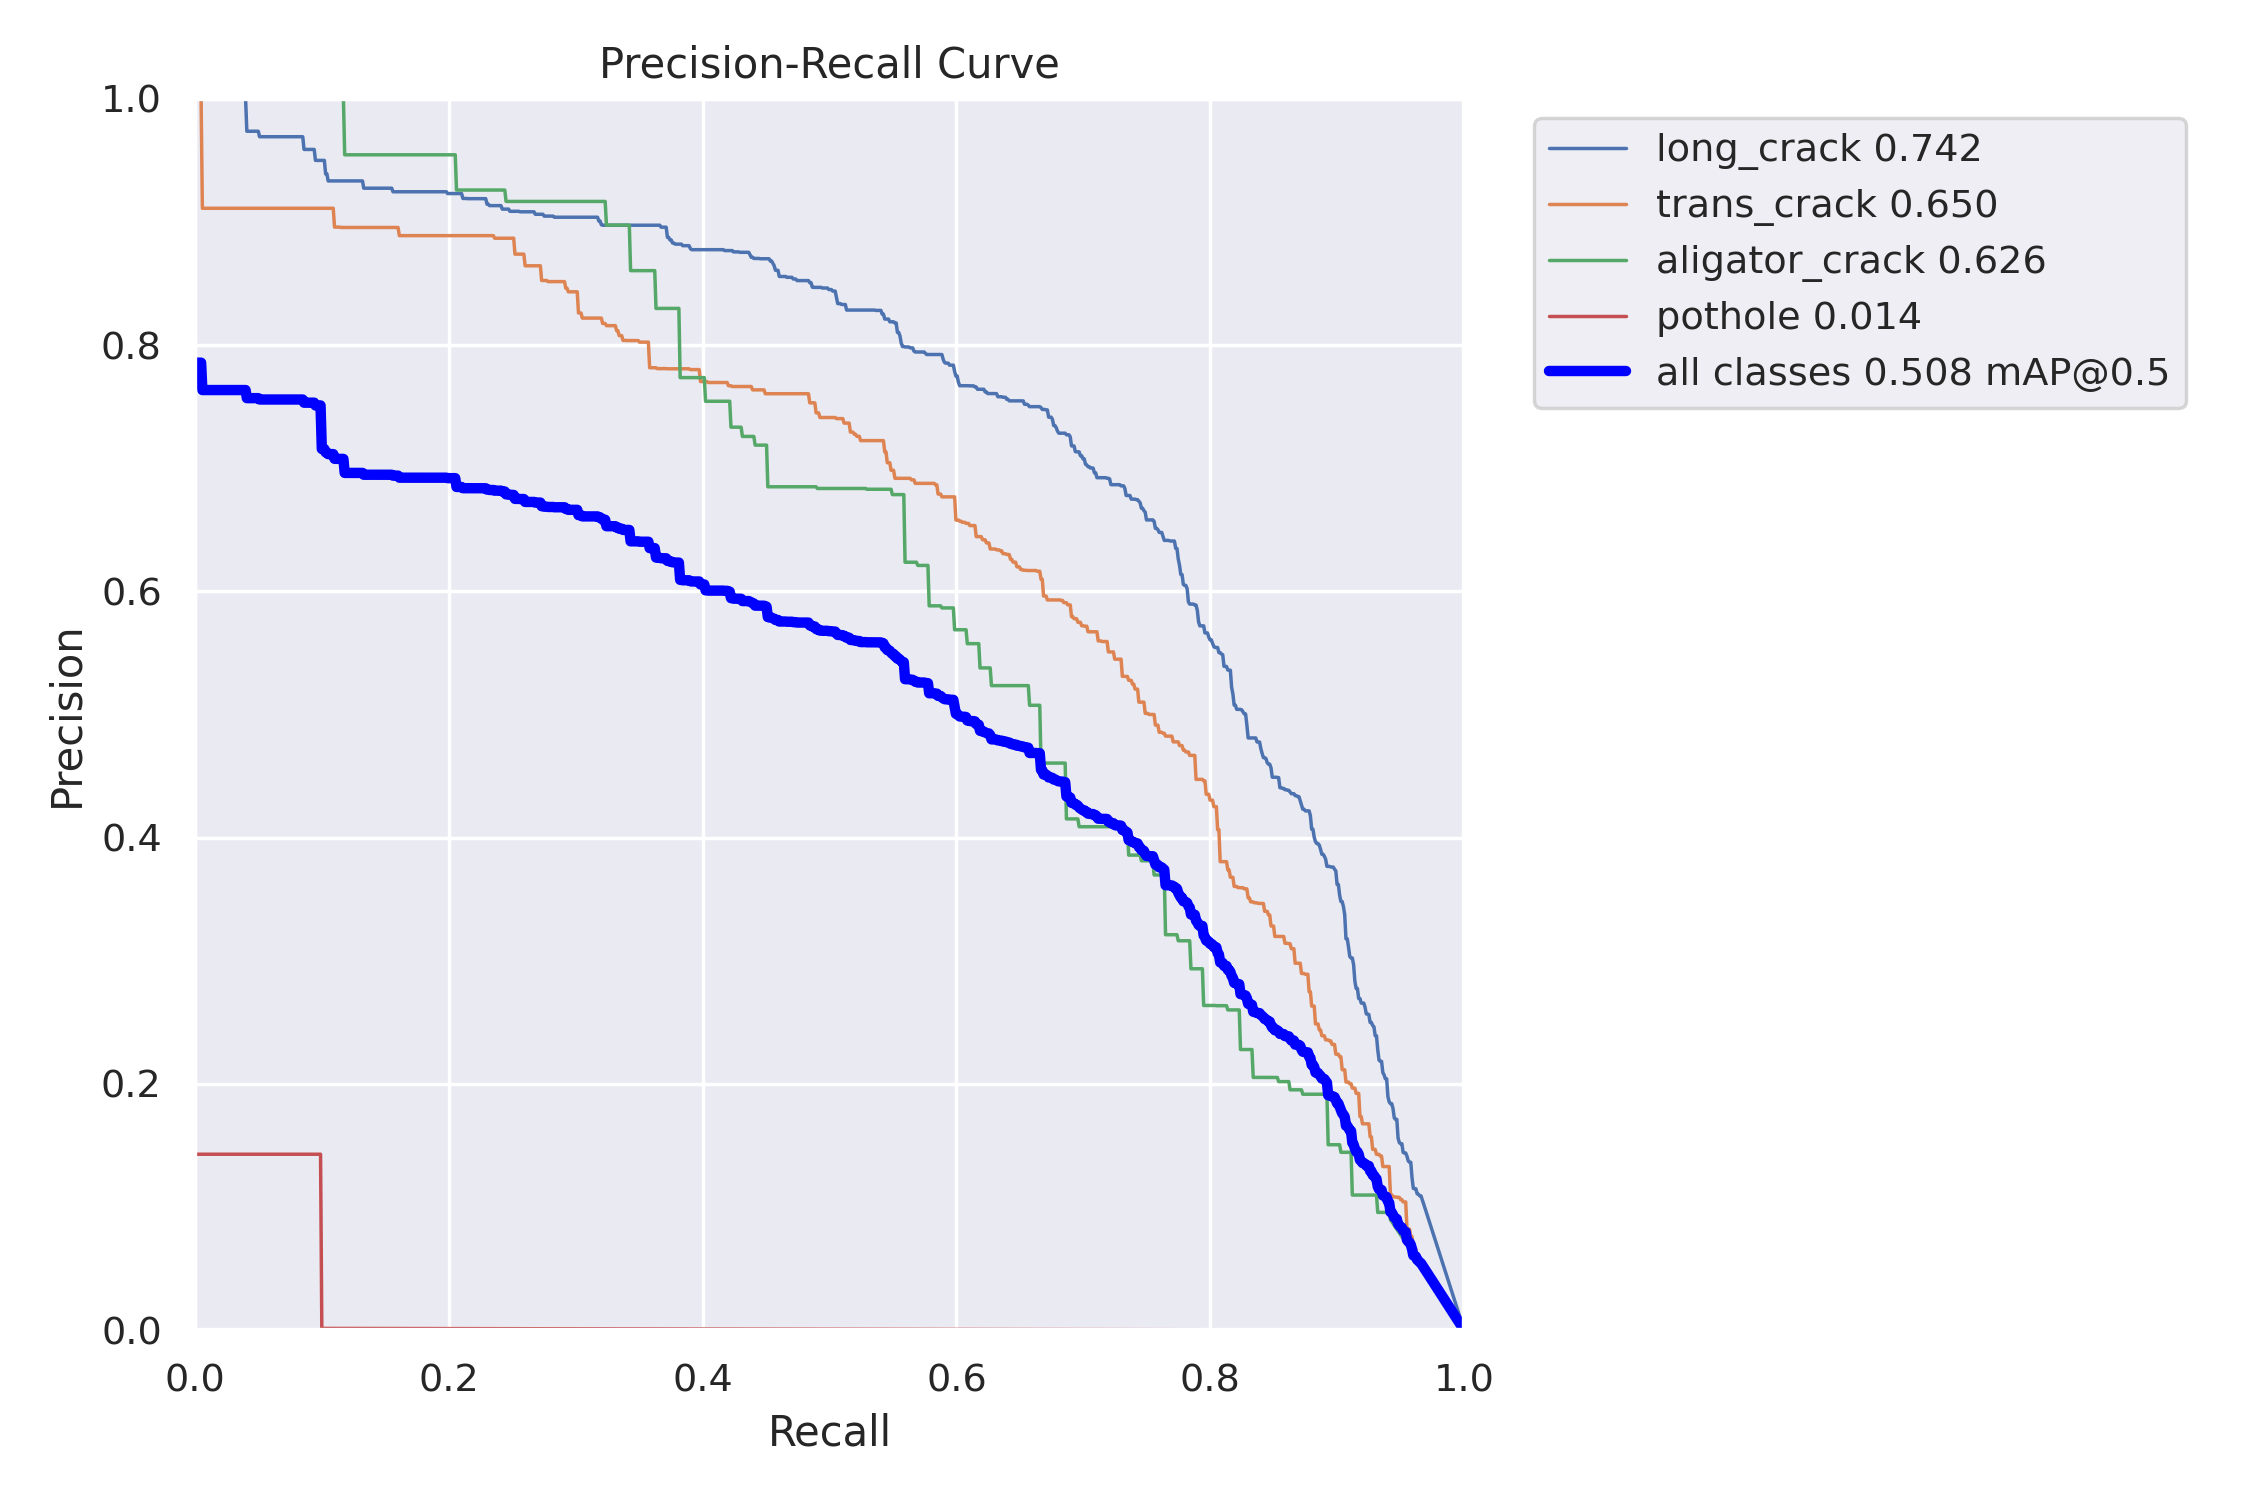 Precision-Recall Curve
1.0
0.8
0.6
0.4
0.2
0.0
Precision
0.0 0.2 0.4 0.6 0.8 1.0
Recall
long_crack 0.742
trans_crack 0.650
aligator_crack 0.626
pothole 0.014
all classes 0.508 mAP@0.5